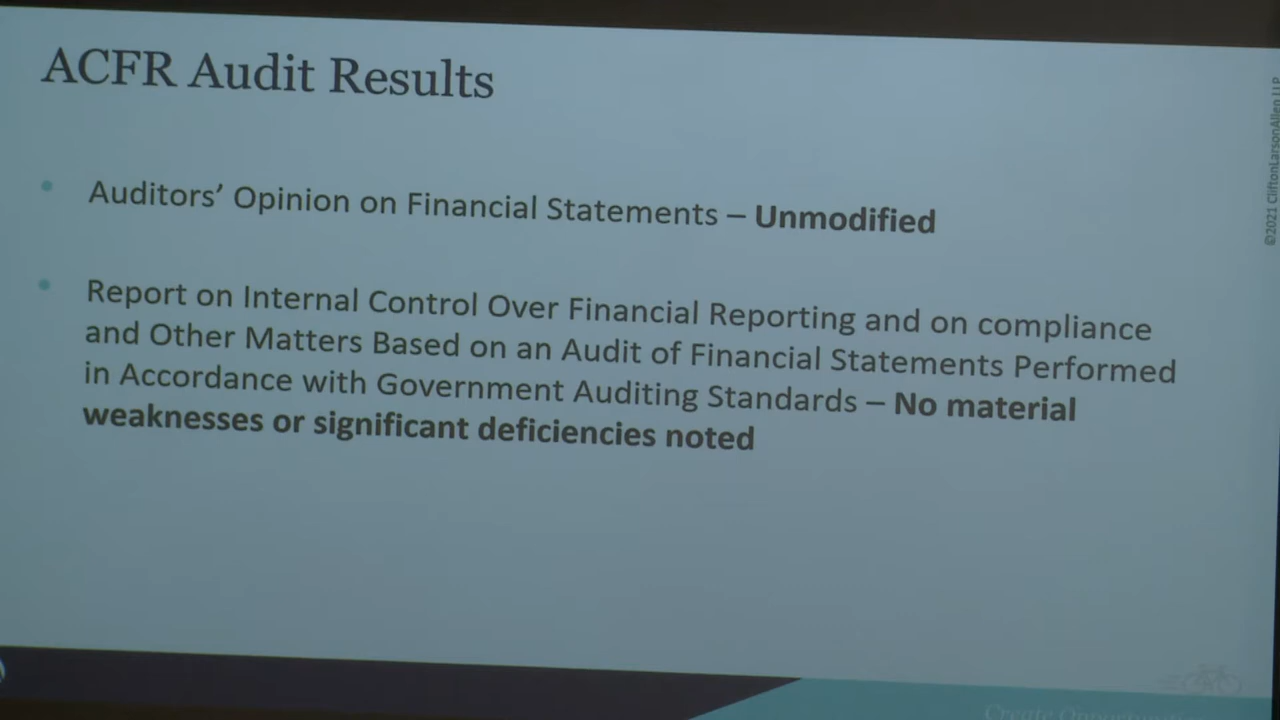 ACFR Audit Results
Auditors' Opinion on Financial Statements – Unmodified
Report on Internal Control Over Financial Reporting and on compliance
and Other Matters Based on an Audit of Financial Statements Performed
in Accordance with Government Auditing Standards – No material
weaknesses or significant deficiencies noted
©2021 CliftonLarsonAllen LLP
Create